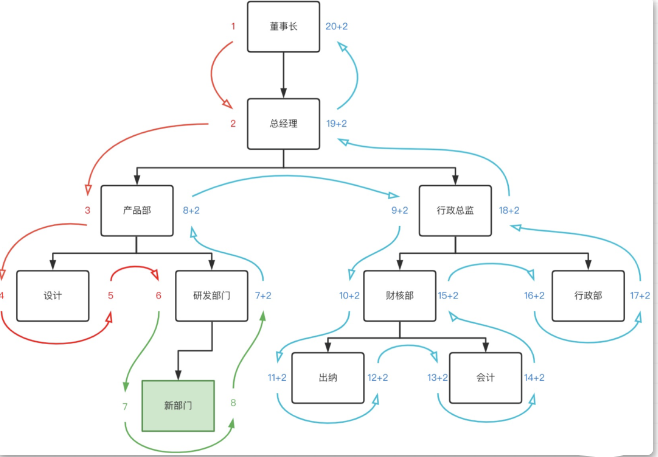 1 董事长 20+2
2 总经理 19+2
3 产品部 8+2 9+2 行政总监 18+2
4 设计 5 6 研发部门 7+2 10+2 财核部 15+2 16+2 行政部 17+2
11+2 出纳 12+2 13+2 会计 14+2
7 新部门 8